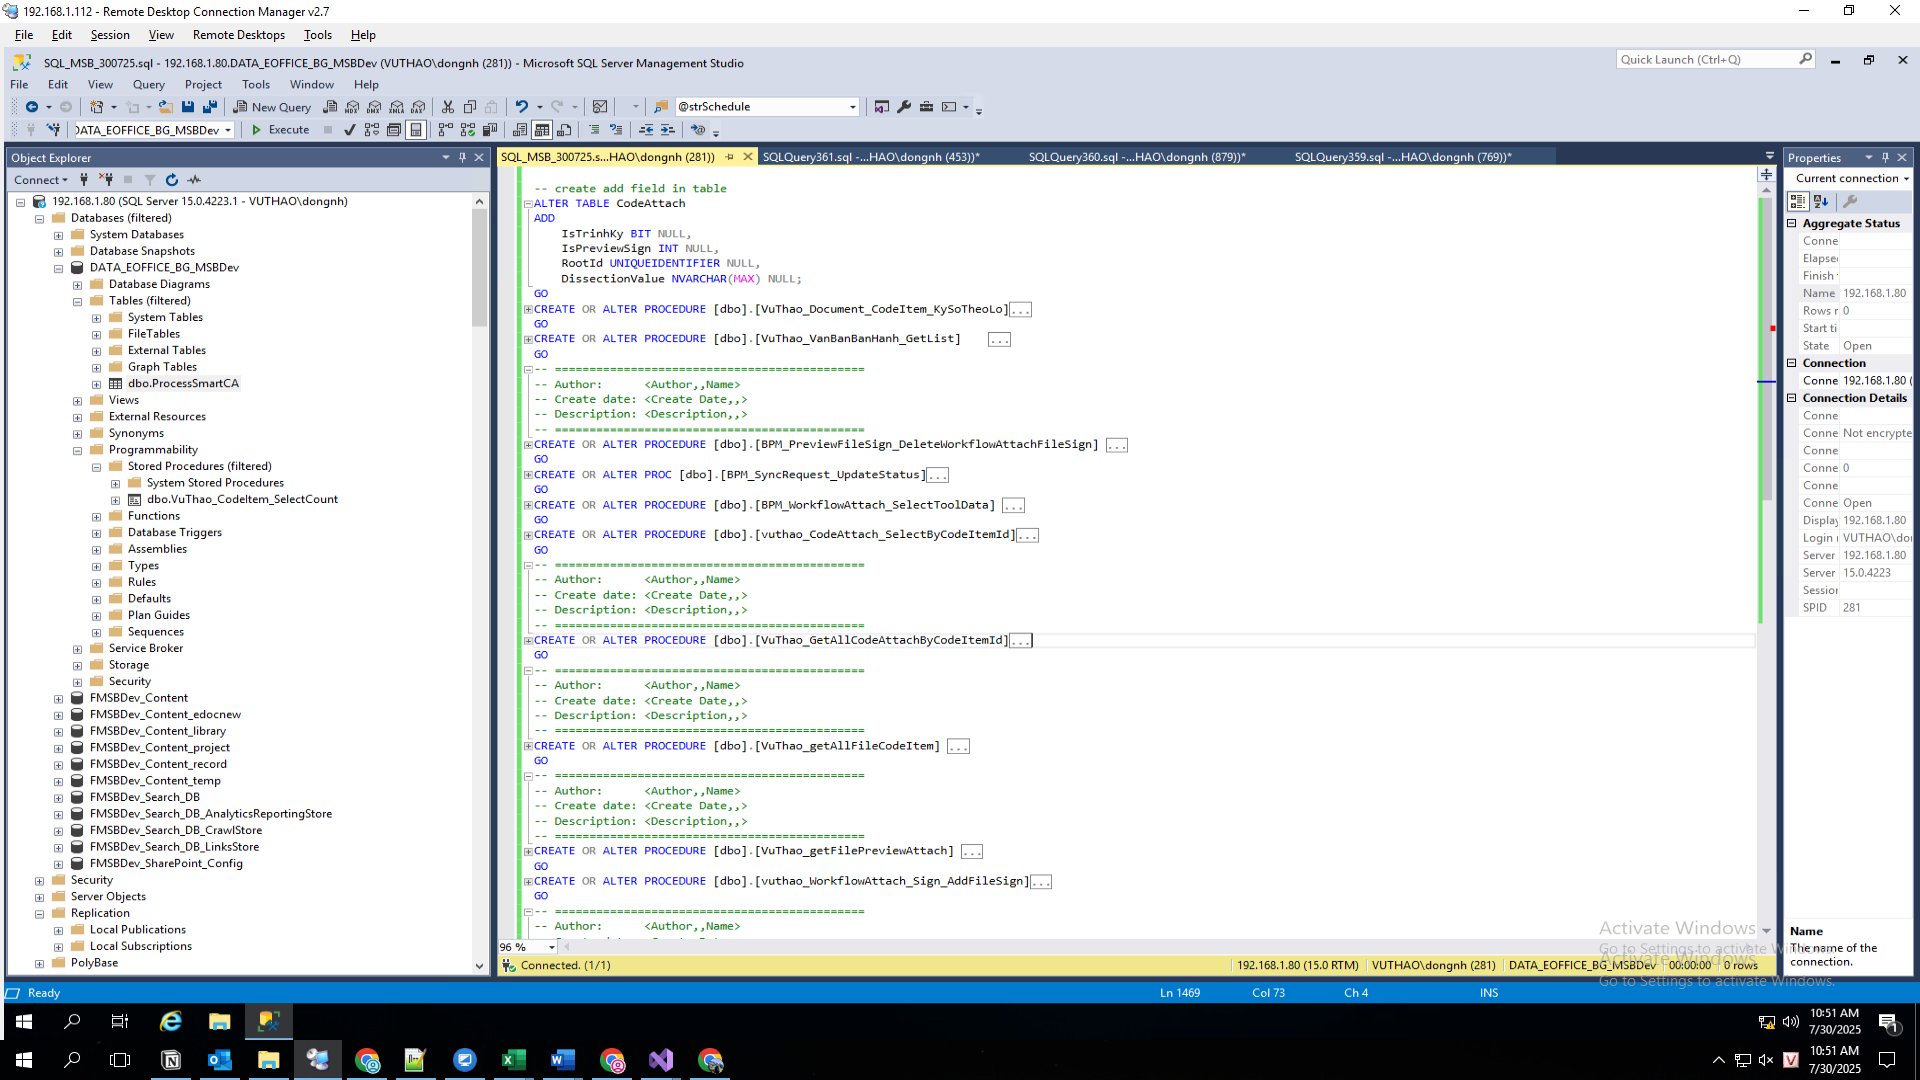 192.168.1.112 - Remote Desktop Connection Manager v2.7
File Edit Session View Remote Desktops Tools Help
SQL_MSB_300725.sql - 192.168.1.80.DATA_EOFFICE_BG_MSBDev (VUTHAO\dongnh (281)) - Microsoft SQL Server Management Studio
Quick Launch (Ctrl+Q)
File Edit View Query Project Tools Window Help
New Query
@strSchedule
DATA_EOFFICE_BG_MSBDev
Execute
Object Explorer
Connect
192.168.1.80 (SQL Server 15.0.4223.1 - VUTHAO\dongnh)
Databases (filtered)
System Databases
Database Snapshots
DATA_EOFFICE_BG_MSBDev
Database Diagrams
Tables (filtered)
System Tables
FileTables
External Tables
Graph Tables
dbo.ProcessSmartCA
Views
External Resources
Synonyms
Programmability
Stored Procedures (filtered)
System Stored Procedures
dbo.VuThao_CodeItem_SelectCount
Functions
Database Triggers
Assemblies
Types
Rules
Defaults
Plan Guides
Sequences
Service Broker
Storage
Security
FMSBDev_Content
FMSBDev_Content_edocnew
FMSBDev_Content_library
FMSBDev_Content_project
FMSBDev_Content_record
FMSBDev_Content_temp
FMSBDev_Search_DB
FMSBDev_Search_DB_AnalyticsReportingStore
FMSBDev_Search_DB_CrawlStore
FMSBDev_Search_DB_LinksStore
FMSBDev_SharePoint_Config
Security
Server Objects
Replication
Local Publications
Local Subscriptions
PolyBase
SQL_MSB_300725.s...HAO\dongnh (281))
SQLQuery361.sql -...HAO\dongnh (453))*
SQLQuery360.sql -...HAO\dongnh (879))*
SQLQuery359.sql -...HAO\dongnh (769))*
-- create add field in table
ALTER TABLE CodeAttach
ADD
IsTrinhKy BIT NULL,
IsPreviewSign INT NULL,
RootId UNIQUEIDENTIFIER NULL,
DissectionValue NVARCHAR(MAX) NULL;
GO
CREATE OR ALTER PROCEDURE [dbo].[VuThao_Document_CodeItem_KySoTheoLo]...
GO
CREATE OR ALTER PROCEDURE [dbo].[VuThao_VanBanBanHanh_GetList] ...
GO
-- =============================================
-- Author: <Author,,Name>
-- Create date: <Create Date,,>
-- Description: <Description,,>
-- =============================================
CREATE OR ALTER PROCEDURE [dbo].[BPM_PreviewFileSign_DeleteWorkflowAttachFileSign] ...
GO
CREATE OR ALTER PROC [dbo].[BPM_SyncRequest_UpdateStatus]...
GO
CREATE OR ALTER PROCEDURE [dbo].[BPM_WorkflowAttach_SelectToolData] ...
GO
CREATE OR ALTER PROCEDURE [dbo].[vuthao_CodeAttach_SelectByCodeItemId]...
GO
-- =============================================
-- Author: <Author,,Name>
-- Create date: <Create Date,,>
-- Description: <Description,,>
-- =============================================
CREATE OR ALTER PROCEDURE [dbo].[VuThao_GetAllCodeAttachByCodeItemId]...
GO
-- =============================================
-- Author: <Author,,Name>
-- Create date: <Create Date,,>
-- Description: <Description,,>
-- =============================================
CREATE OR ALTER PROCEDURE [dbo].[VuThao_getAllFileCodeItem] ...
GO
-- =============================================
-- Author: <Author,,Name>
-- Create date: <Create Date,,>
-- Description: <Description,,>
-- =============================================
CREATE OR ALTER PROCEDURE [dbo].[VuThao_getFilePreviewAttach] ...
GO
CREATE OR ALTER PROCEDURE [dbo].[vuthao_WorkflowAttach_Sign_AddFileSign]...
GO
-- =============================================
-- Author: <Author,,Name>
96 %
Connected. (1/1)
192.168.1.80 (15.0 RTM) VUTHAO\dongnh (281) DATA_EOFFICE_BG_MSBDev 00:00:00 0 rows
Properties
Current connection
Aggregate Status
Conne
Elapse
Finish
Name 192.168.1.80
Rows r 0
Start ti
State Open
Connection
Conne 192.168.1.80 (
Connection Details
Conne
Conne Not encrypte
Conne
Conne 0
Conne
Conne Open
Display 192.168.1.80
Login VUTHAO\do
Server 192.168.1.80
Server 15.0.4223
Session
SPID 281
Name
The name of the connection.
Activate Windows
Go to Settings to activate Windows.
Activate Windows
Go to Settings to activate Windows.
Ready
Ln 1469 Col 73 Ch 4 INS
10:51 AM
7/30/2025
1
10:51 AM
7/30/2025
V